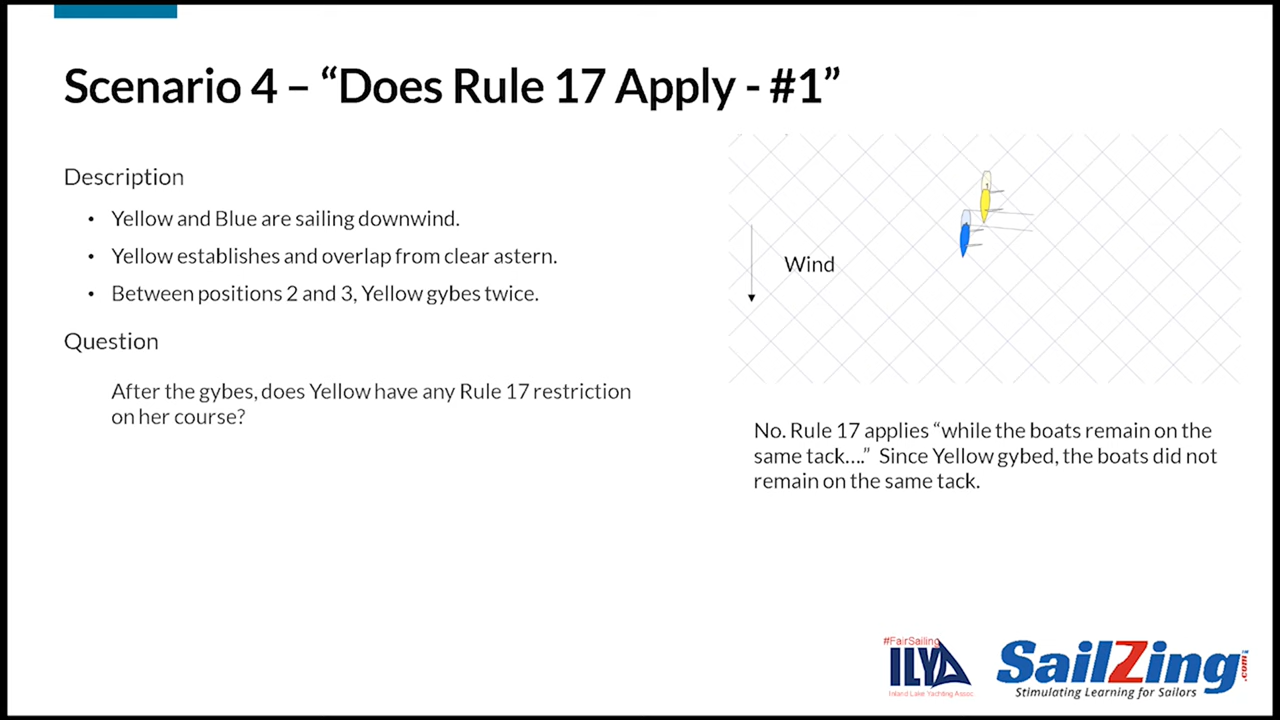 Scenario 4 – “Does Rule 17 Apply - #1”
Description
• Yellow and Blue are sailing downwind.
• Yellow establishes and overlap from clear astern.
• Between positions 2 and 3, Yellow gybes twice.
Question
After the gybes, does Yellow have any Rule 17 restriction
on her course?
Wind
No. Rule 17 applies “while the boats remain on the
same tack….” Since Yellow gybed, the boats did not
remain on the same tack.
#FairSailing
ILYA
Inland Lake Yachting Assoc
SailZing.com
Stimulating Learning for Sailors